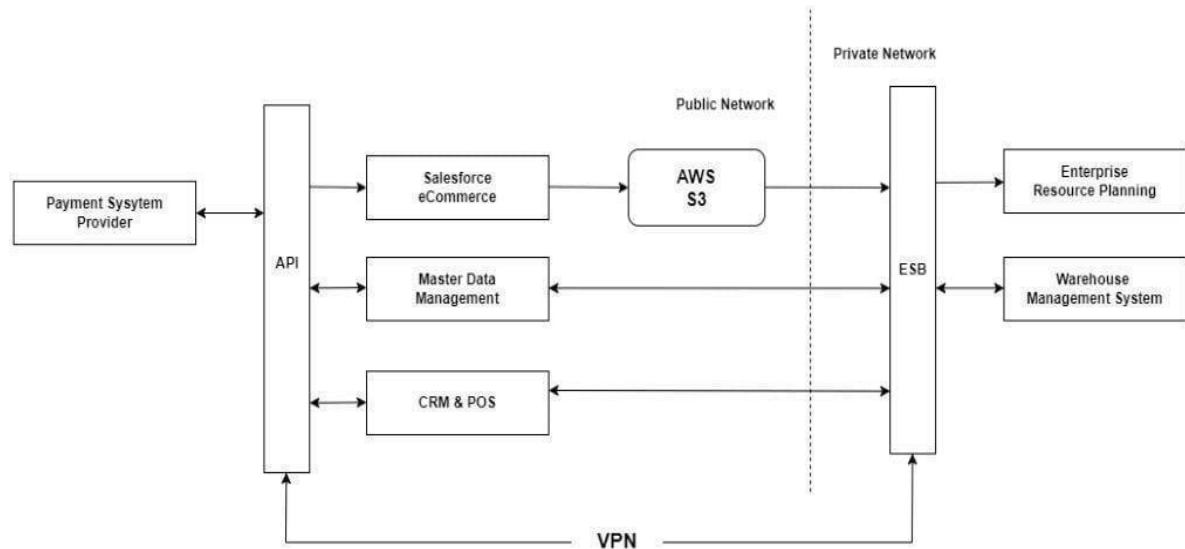 Private Network
Public Network
Payment Sysytem
Provider
API
Salesforce
eCommerce
AWS
S3
ESB
Enterprise
Resource Planning
Master Data
Management
Warehouse
Management System
CRM & POS
VPN